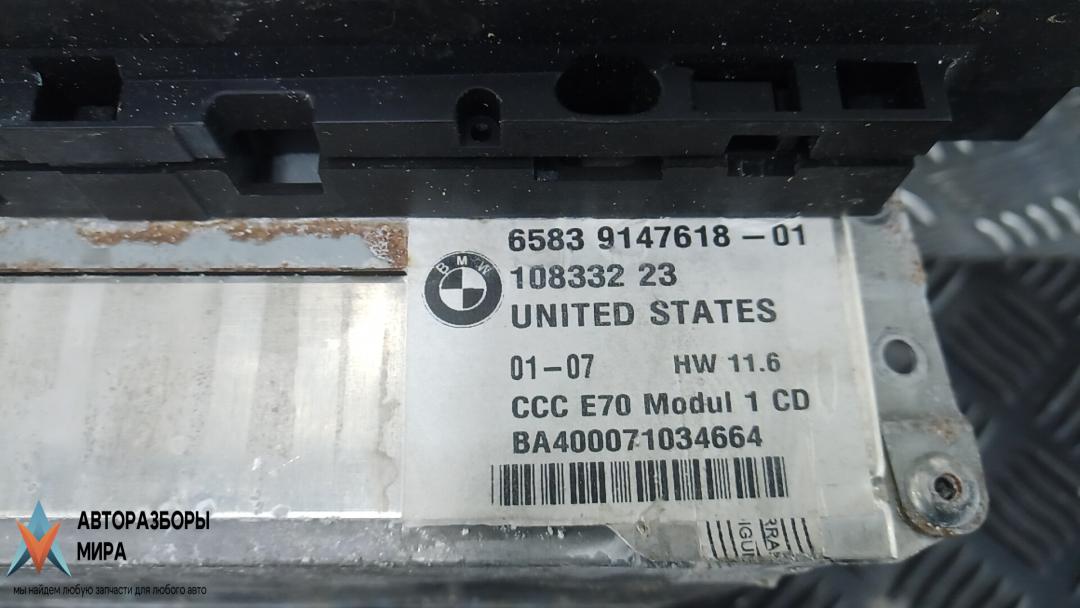 6583 9147618-01
108332 23
BMW
UNITED STATES
01-07 HW 11.6
CCC E70 Modul 1 CD
BA400071034664
АВТОРАЗБОРЫ
МИРА
мы найдем любую запчасти для любого авто